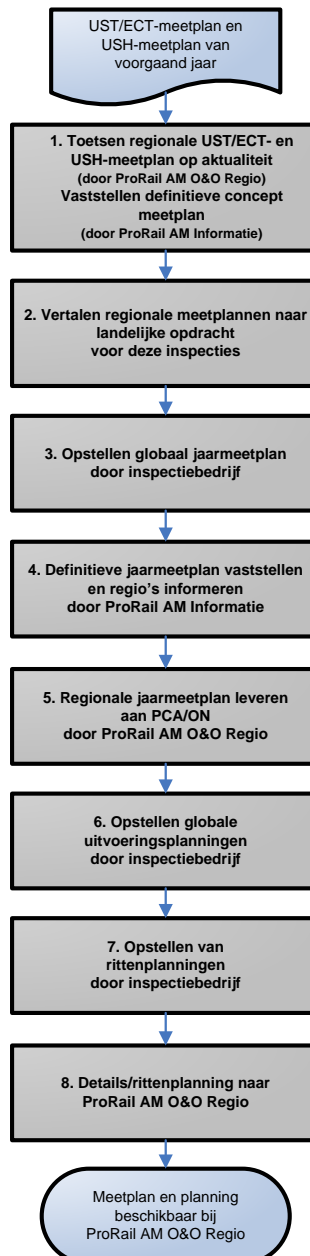 UST/ECT-meetplan en
USH-meetplan van
voorgaand jaar
1. Toetsen regionale UST/ECT- en
USH-meetplan op aktualiteit
(door ProRail AM O&O Regio)
Vaststellen definitieve concept
meetplan
(door ProRail AM Informatie)
2. Vertalen regionale meetplannen naar
landelijke opdracht
voor deze inspecties
3. Opstellen globaal jaarmeetplan
door inspectiebedrijf
4. Definitieve jaarmeetplan vaststellen
en regio's informeren
door ProRail AM Informatie
5. Regionale jaarmeetplan leveren
aan PCA/ON
door ProRail AM O&O Regio
6. Opstellen globale
uitvoeringsplanningen
door inspectiebedrijf
7. Opstellen van
rittenplanningen
door inspectiebedrijf
8. Details/rittenplanning naar
ProRail AM O&O Regio
Meetplan en planning
beschikbaar bij
ProRail AM O&O Regio